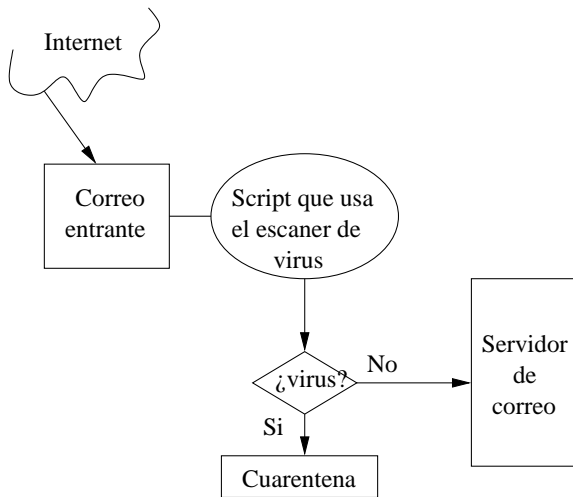 Internet
Correo
entrante
Script que usa
el escaner de
virus
¿virus?
No
Si
Servidor
de
correo
Cuarentena